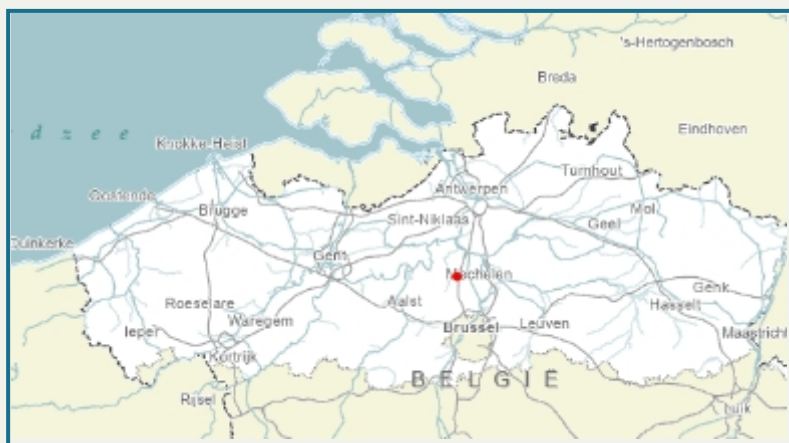 's-Hertogenbosch
Breda
d z e e
Eindhoven
Knokke-Heist
Turnhout
Antwerpen
Oostende
Brugge
Sint-Niklaas
Geel
Mol
Duinkerke
Gent
Mechelen
Genk
Roeselare
Aalst
Hasselt
Waregem
Brussel
Leuven
Ieper
Maastricht
Kortrijk
BELGIË
Rijsel
Luik